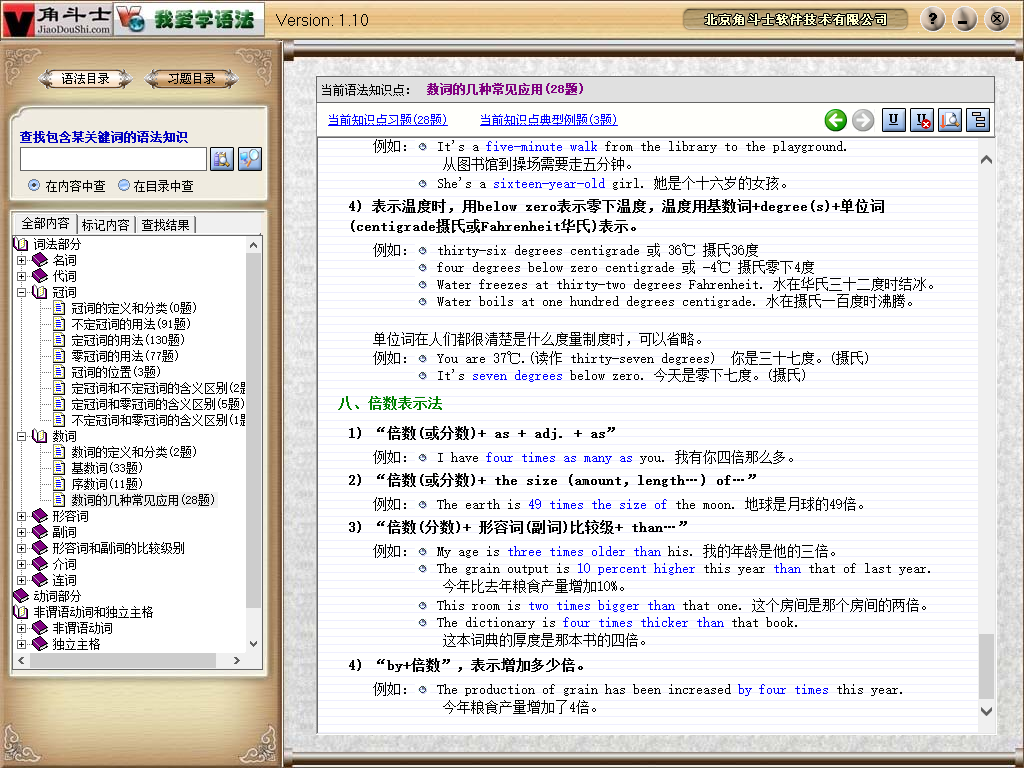 角斗士
JiaoDouShi.com
我爱学语法
Version: 1.10
北京角斗士软件技术有限公司
语法目录
习题目录
查找包含某关键词的语法知识
在内容中查
在目录中查
全部内容
标记内容
查找结果
词法部分
名词
代词
冠词
冠词的定义和分类(0题)
不定冠词的用法(91题)
定冠词的用法(130题)
零冠词的用法(77题)
冠词的位置(3题)
定冠词和不定冠词的含义区别(2题
定冠词和零冠词的含义区别(5题)
不定冠词和零冠词的含义区别(1题
数词
数词的定义和分类(2题)
基数词(33题)
序数词(11题)
数词的几种常见应用(28题)
形容词
副词
形容词和副词的比较级别
介词
连词
动词部分
非谓语动词和独立主格
非谓语动词
独立主格
当前语法知识点： 数词的几种常见应用(28题)
当前知识点习题(28题)
当前知识点典型例题(3题)
例如： It's a five-minute walk from the library to the playground.
从图书馆到操场需要走五分钟。
She's a sixteen-year-old girl. 她是个十六岁的女孩。
4) 表示温度时，用below zero表示零下温度，温度用基数词+degree(s)+单位词
(centigrade摄氏或Fahrenheit华氏)表示。
例如： thirty-six degrees centigrade 或 36℃ 摄氏36度
four degrees below zero centigrade 或 -4℃ 摄氏零下4度
Water freezes at thirty-two degrees Fahrenheit. 水在华氏三十二度时结冰。
Water boils at one hundred degrees centigrade. 水在摄氏一百度时沸腾。
单位词在人们都很清楚是什么度量制度时，可以省略。
例如： You are 37℃.(读作 thirty-seven degrees) 你是三十七度。(摄氏)
It's seven degrees below zero. 今天是零下七度。(摄氏)
八、倍数表示法
1) “倍数(或分数)+ as + adj. + as”
例如： I have four times as many as you. 我有你四倍那么多。
2) “倍数(或分数)+ the size (amount, length…) of…”
例如： The earth is 49 times the size of the moon. 地球是月球的49倍。
3) “倍数(分数)+ 形容词(副词)比较级+ than…”
例如： My age is three times older than his. 我的年龄是他的三倍。
The grain output is 10 percent higher this year than that of last year.
今年比去年粮食产量增加10%。
This room is two times bigger than that one. 这个房间是那个房间的两倍。
The dictionary is four times thicker than that book.
这本词典的厚度是那本书的四倍。
4) “by+倍数”，表示增加多少倍。
例如： The production of grain has been increased by four times this year.
今年粮食产量增加了4倍。